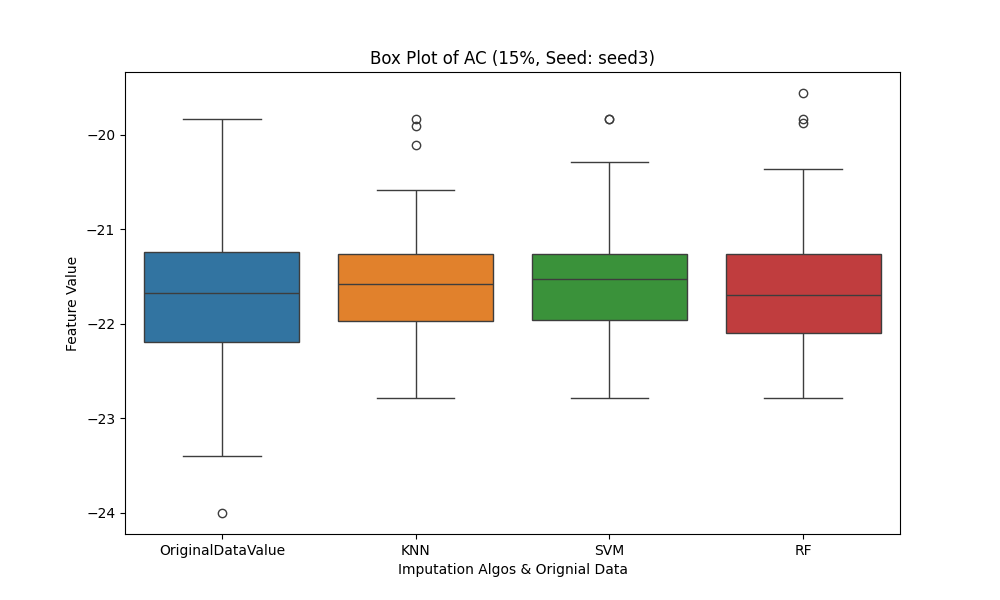 Box Plot of AC (15%, Seed: seed3)
Feature Value
−20
−21
−22
−23
−24
OriginalDataValue KNN SVM RF
Imputation Algos & Orignial Data